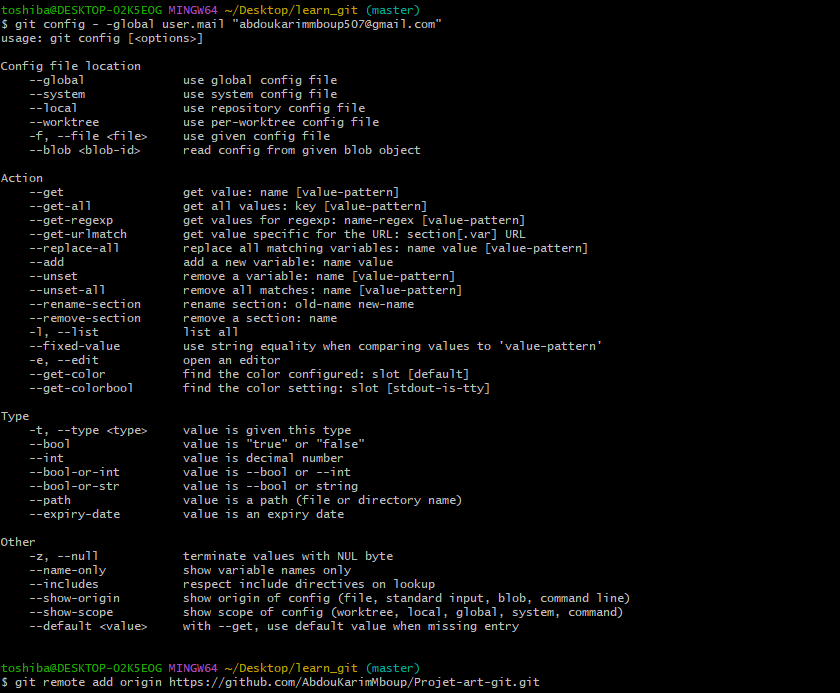 toshiba@DESKTOP-02K5EOG MINGW64 ~/Desktop/learn_git (master)
$ git config - -global user.mail "abdoukarimmboup507@gmail.com"
usage: git config [<options>]

Config file location
    --global              use global config file
    --system              use system config file
    --local               use repository config file
    --worktree            use per-worktree config file
    -f, --file <file>     use given config file
    --blob <blob-id>      read config from given blob object

Action
    --get                 get value: name [value-pattern]
    --get-all             get all values: key [value-pattern]
    --get-regexp          get values for regexp: name-regex [value-pattern]
    --get-urlmatch        get value specific for the URL: section[.var] URL
    --replace-all         replace all matching variables: name value [value-pattern]
    --add                 add a new variable: name value
    --unset               remove a variable: name [value-pattern]
    --unset-all           remove all matches: name [value-pattern]
    --rename-section      rename section: old-name new-name
    --remove-section      remove a section: name
    -l, --list            list all
    --fixed-value         use string equality when comparing values to 'value-pattern'
    -e, --edit            open an editor
    --get-color           find the color configured: slot [default]
    --get-colorbool       find the color setting: slot [stdout-is-tty]

Type
    -t, --type <type>     value is given this type
    --bool                value is "true" or "false"
    --int                 value is decimal number
    --bool-or-int         value is --bool or --int
    --bool-or-str         value is --bool or string
    --path                value is a path (file or directory name)
    --expiry-date         value is an expiry date

Other
    -z, --null            terminate values with NUL byte
    --name-only           show variable names only
    --includes            respect include directives on lookup
    --show-origin         show origin of config (file, standard input, blob, command line)
    --show-scope          show scope of config (worktree, local, global, system, command)
    --default <value>     with --get, use default value when missing entry

toshiba@DESKTOP-02K5EOG MINGW64 ~/Desktop/learn_git (master)
$ git remote add origin https://github.com/AbdouKarimMboup/Projet-art-git.git